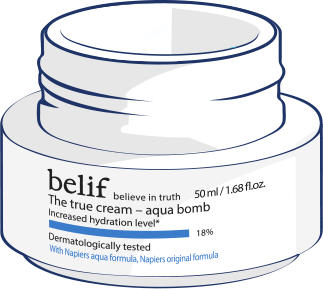 belif believe in truth 50 ml / 1.68 fl.oz.
The true cream – aqua bomb
Increased hydration level*
18%
Dermatologically tested
With Napiers aqua formula, Napiers original formula